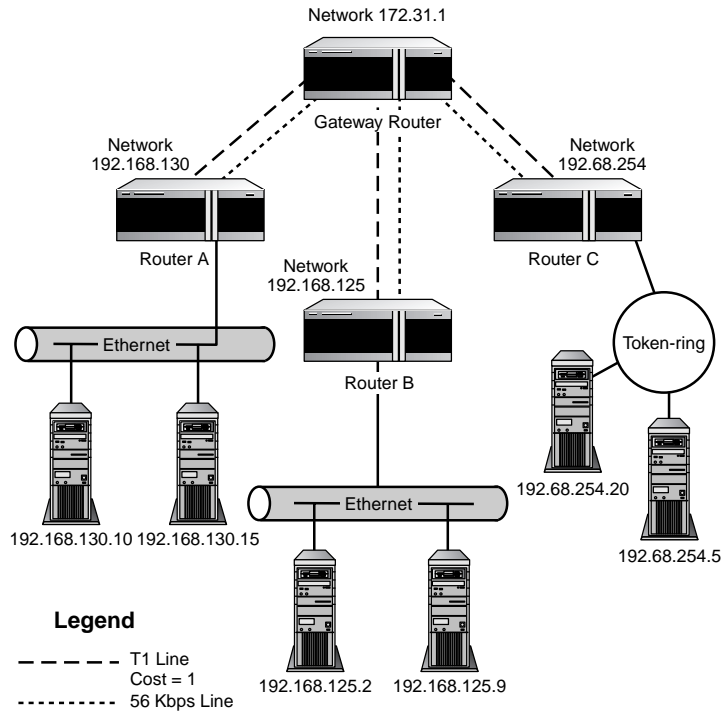 Network 172.31.1
Gateway Router
Network
192.168.130
Network
192.68.254
Router A
Network
192.168.125
Router C
Ethernet
Router B
Token-ring
192.68.254.20
Ethernet
192.168.130.10
192.168.130.15
192.68.254.5
Legend
T1 Line
Cost = 1
56 Kbps Line
192.168.125.2
192.168.125.9